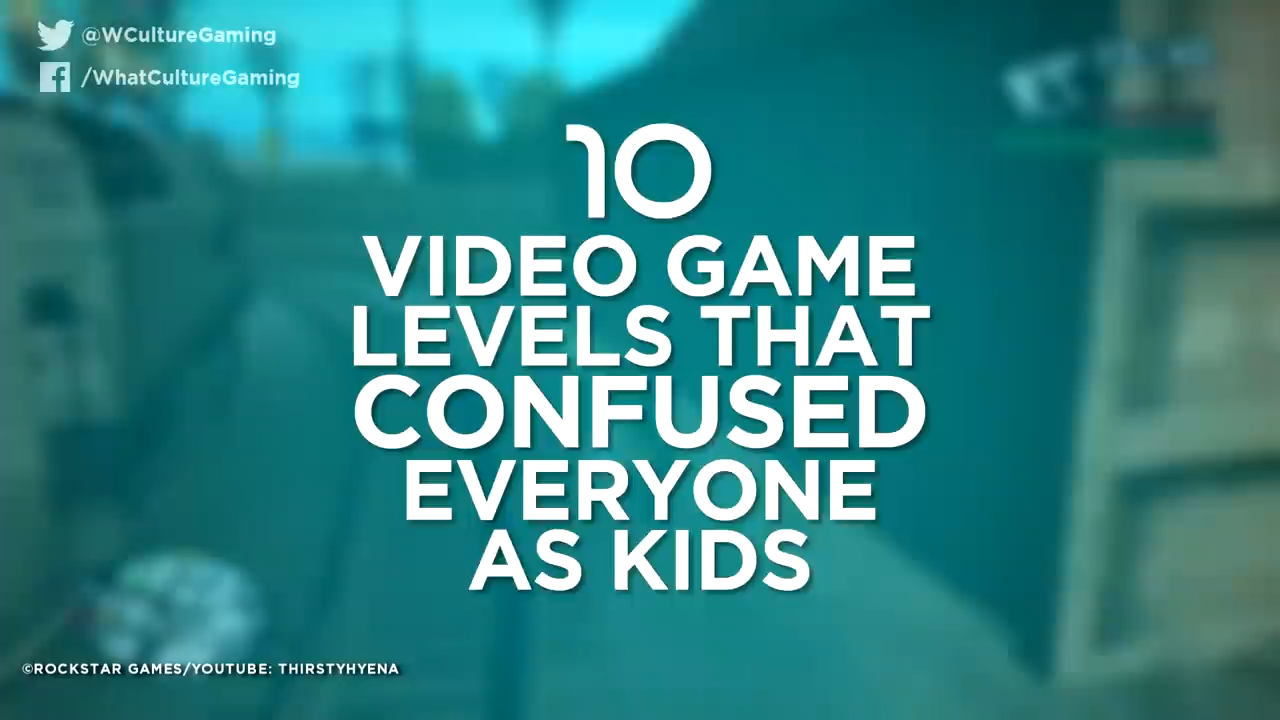 @WCultureGaming
/WhatCultureGaming
10
VIDEO GAME
LEVELS THAT
CONFUSED
EVERYONE
AS KIDS
©ROCKSTAR GAMES/YOUTUBE: THIRSTYHYENA